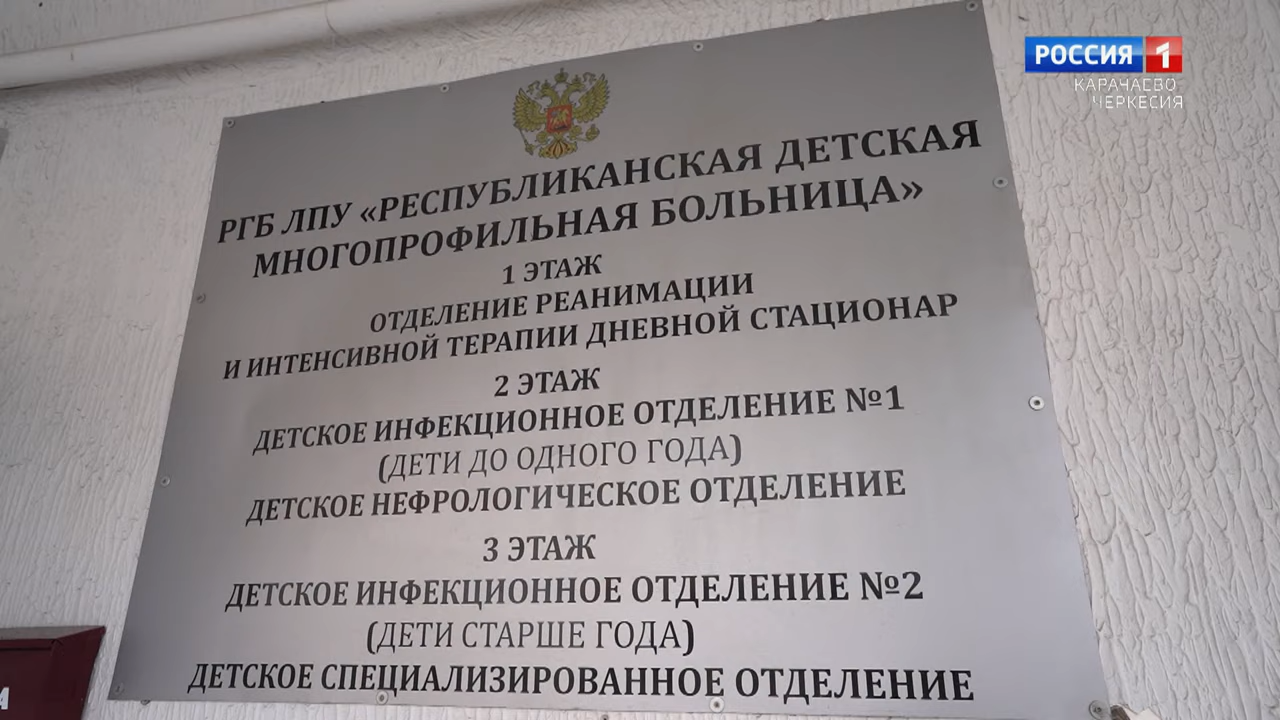 РОССИЯ 1
КАРАЧАЕВО
ЧЕРКЕСИЯ
РГБ ЛПУ «РЕСПУБЛИКАНСКАЯ ДЕТСКАЯ
МНОГОПРОФИЛЬНАЯ БОЛЬНИЦА»
1 ЭТАЖ
ОТДЕЛЕНИЕ РЕАНИМАЦИИ
И ИНТЕНСИВНОЙ ТЕРАПИИ ДНЕВНОЙ СТАЦИОНАР
2 ЭТАЖ
ДЕТСКОЕ ИНФЕКЦИОННОЕ ОТДЕЛЕНИЕ №1
(ДЕТИ ДО ОДНОГО ГОДА)
ДЕТСКОЕ НЕФРОЛОГИЧЕСКОЕ ОТДЕЛЕНИЕ
3 ЭТАЖ
ДЕТСКОЕ ИНФЕКЦИОННОЕ ОТДЕЛЕНИЕ №2
(ДЕТИ СТАРШЕ ГОДА)
ДЕТСКОЕ СПЕЦИАЛИЗИРОВАННОЕ ОТДЕЛЕНИЕ